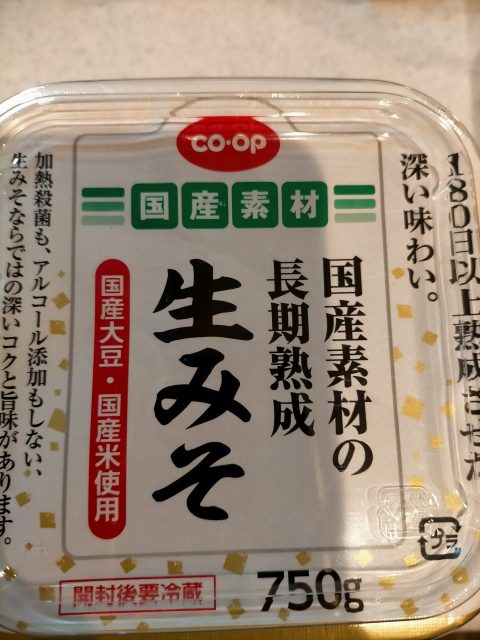 co·op
国産素材
180日以上熟成させた
深い味わい。
国産素材の
長期熟成
生みそ
国産大豆・国産米使用
加熱殺菌も、アルコール添加もしない、
生みそならではの深いコクと旨味があります。
開封後要冷蔵
750g
プラ